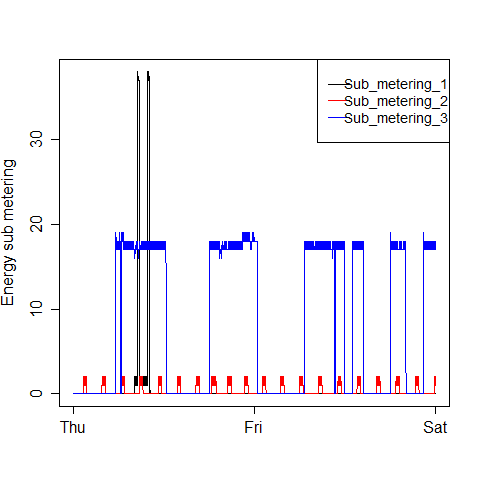 Sub_metering_1
Sub_metering_2
Sub_metering_3
Energy sub metering
30
20
10
0
Thu Fri Sat